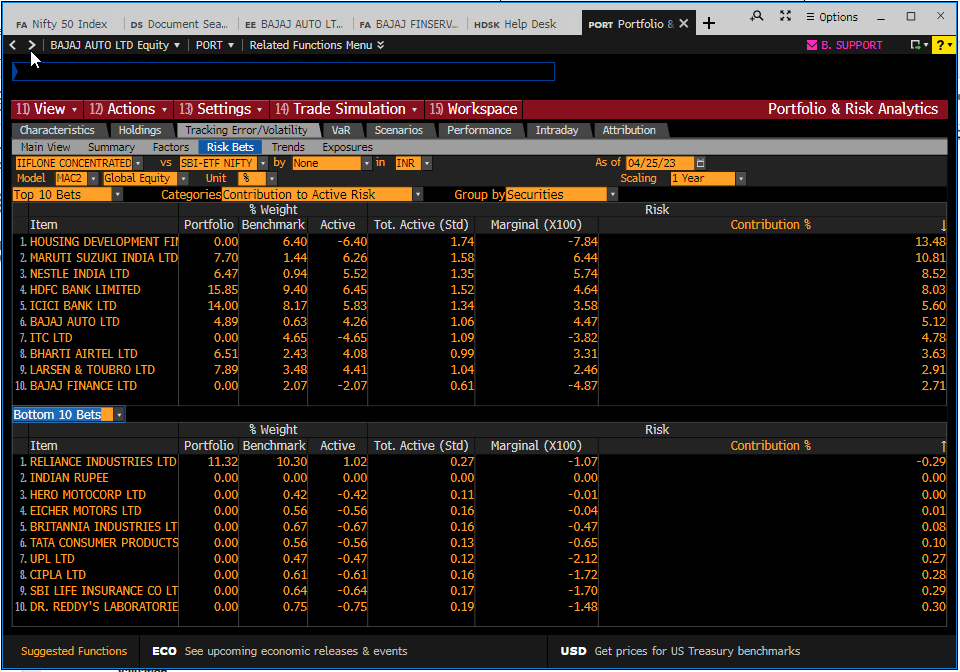 FA Nifty 50 Index DS Document Sea... EE BAJAJ AUTO LT... FA BAJAJ FINSERV... HDSK Help Desk PORT Portfolio & Options
BAJAJ AUTO LTD Equity PORT Related Functions Menu B. SUPPORT ?
11) View 12) Actions 13) Settings 14) Trade Simulation 15) Workspace Portfolio & Risk Analytics
Characteristics Holdings Tracking Error/Volatility VaR Scenarios Performance Intraday Attribution
Main View Summary Factors Risk Bets Trends Exposures
IIFLONE CONCENTRATED vs SBI-ETF NIFTY by None in INR As of 04/25/23
Model MAC2 Global Equity Unit % Scaling 1 Year
Top 10 Bets Categories Contribution to Active Risk Group by Securities
% Weight Risk
Item Portfolio Benchmark Active Tot. Active (Std) Marginal (X100) Contribution %
1. HOUSING DEVELOPMENT FI 0.00 6.40 -6.40 1.74 -7.84 13.48
2. MARUTI SUZUKI INDIA LTD 7.70 1.44 6.26 1.58 6.44 10.81
3. NESTLE INDIA LTD 6.47 0.94 5.52 1.35 5.74 8.52
4. HDFC BANK LIMITED 15.85 9.40 6.45 1.52 4.64 8.03
5. ICICI BANK LTD 14.00 8.17 5.83 1.34 3.58 5.60
6. BAJAJ AUTO LTD 4.89 0.63 4.26 1.06 4.47 5.12
7. ITC LTD 0.00 4.65 -4.65 1.09 -3.82 4.78
8. BHARTI AIRTEL LTD 6.51 2.43 4.08 0.99 3.31 3.63
9. LARSEN & TOUBRO LTD 7.89 3.48 4.41 1.04 2.46 2.91
10. BAJAJ FINANCE LTD 0.00 2.07 -2.07 0.61 -4.87 2.71
Bottom 10 Bets
% Weight Risk
Item Portfolio Benchmark Active Tot. Active (Std) Marginal (X100) Contribution %
1. RELIANCE INDUSTRIES LTD 11.32 10.30 1.02 0.27 -1.07 -0.29
2. INDIAN RUPEE 0.00 0.00 0.00 0.00 0.00 0.00
3. HERO MOTOCORP LTD 0.00 0.42 -0.42 0.11 -0.01 0.00
4. EICHER MOTORS LTD 0.00 0.56 -0.56 0.16 -0.04 0.01
5. BRITANNIA INDUSTRIES LT 0.00 0.67 -0.67 0.16 -0.47 0.08
6. TATA CONSUMER PRODUCTS 0.00 0.56 -0.56 0.13 -0.65 0.10
7. UPL LTD 0.00 0.47 -0.47 0.12 -2.12 0.27
8. CIPLA LTD 0.00 0.61 -0.61 0.16 -1.72 0.28
9. SBI LIFE INSURANCE CO LT 0.00 0.64 -0.64 0.17 -1.70 0.29
10. DR. REDDY'S LABORATORIE 0.00 0.75 -0.75 0.19 -1.48 0.30
Suggested Functions ECO See upcoming economic releases & events USD Get prices for US Treasury benchmarks